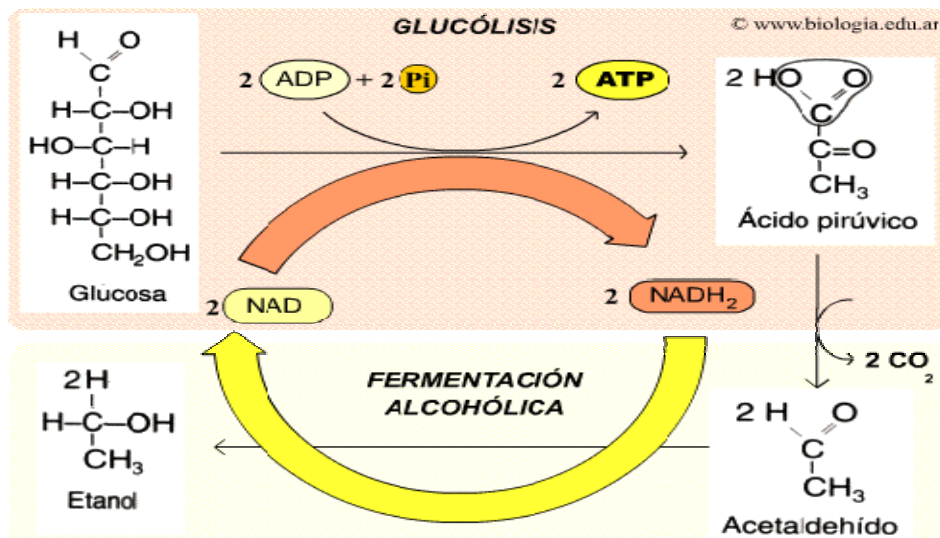 GLUCÓLISIS
© www.biologia.edu.ar
H O
C
H–C–OH
HO–C–H
H–C–OH
H–C–OH
CH₂OH
Glucosa
2 ADP + 2 Pi
2 ATP
2 HO O
C
C=O
CH₃
Ácido pirúvico
2 NAD
2 NADH₂
2 CO₂
FERMENTACIÓN
ALCOHÓLICA
2H
H–C–OH
CH₃
Etanol
2 H O
C
CH₃
Acetaldehído